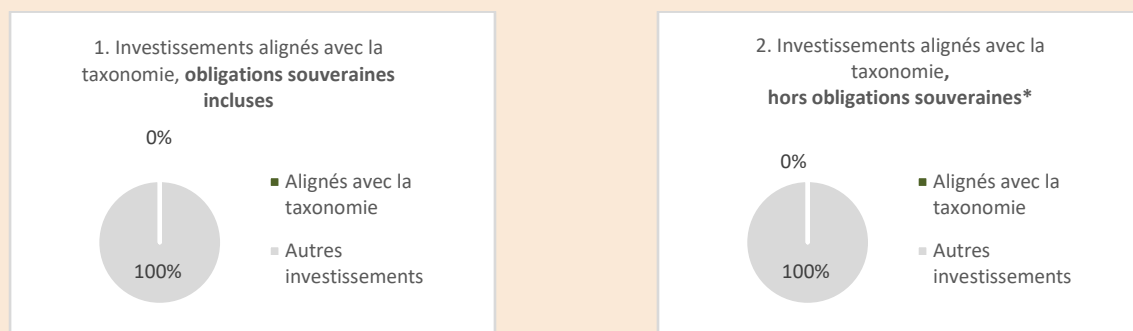 1. Investissements alignés avec la
taxonomie, obligations souveraines
incluses
0%
100%
Alignés avec la
taxonomie
Autres
investissements
2. Investissements alignés avec la
taxonomie,
hors obligations souveraines*
0%
100%
Alignés avec la
taxonomie
Autres
investissements